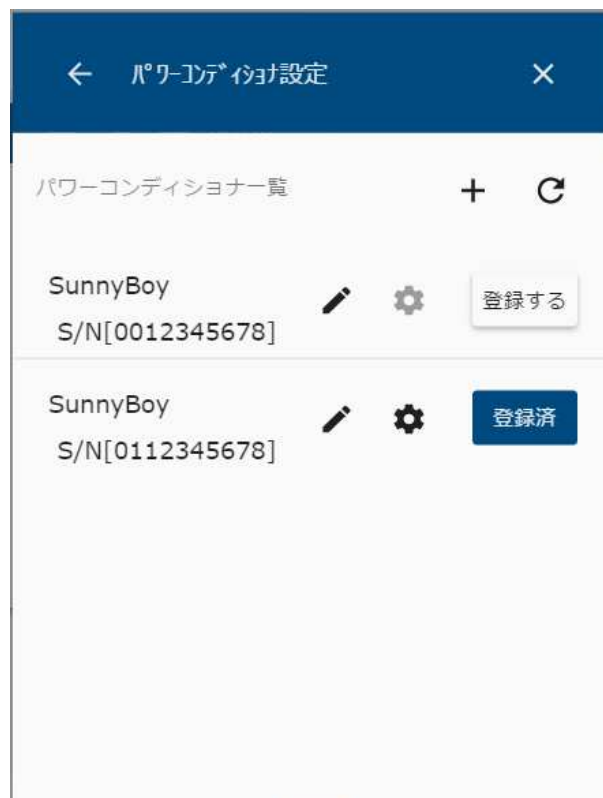 ﾊﾟﾜｰｺﾝﾃﾞｨｼｮﾅ設定
パワーコンディショナ一覧
SunnyBoy
S/N[0012345678]
登録する
SunnyBoy
S/N[0112345678]
登録済